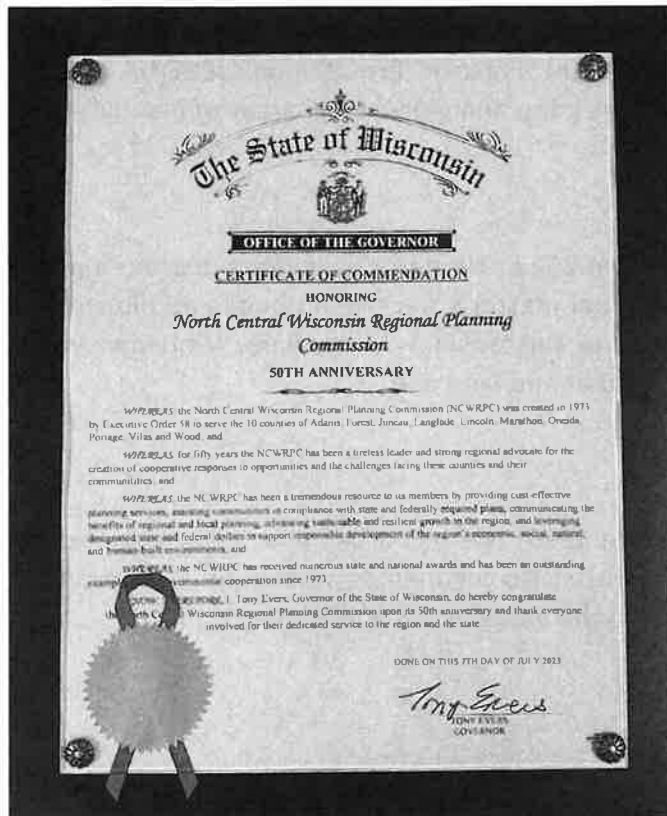 The State of Wisconsin
OFFICE OF THE GOVERNOR
CERTIFICATE OF COMMENDATION
HONORING
North Central Wisconsin Regional Planning
Commission
50TH ANNIVERSARY
WHEREAS, the North Central Wisconsin Regional Planning Commission (NCWRPC) was created in 1973
by Executive Order 58 to serve the 10 counties of Adams, Forest, Juneau, Langlade, Lincoln, Marathon, Oneida,
Portage, Vilas and Wood, and
WHEREAS, for fifty years the NCWRPC has been a tireless leader and strong regional advocate for the
creation of cooperative responses to opportunities and the challenges facing these counties and their
communities, and
WHEREAS, the NCWRPC has been a tremendous resource to its members by providing cost-effective
planning services, assisting communities in compliance with state and federally required plans, communicating the
benefits of regional and local planning, advancing sustainable and resilient growth in the region, and leveraging
designated state and federal dollars to support responsible development of the region's economic, social, natural,
and human built environments, and
WHEREAS, the NCWRPC has received numerous state and national awards and has been an outstanding
cooperation since 1973
I, Tony Evers, Governor of the State of Wisconsin, do hereby congratulate
the North Central Wisconsin Regional Planning Commission upon its 50th anniversary and thank everyone
involved for their dedicated service to the region and the state
DONE ON THIS 7TH DAY OF JULY 2023
Tony Evers
TONY EVERS
GOVERNOR